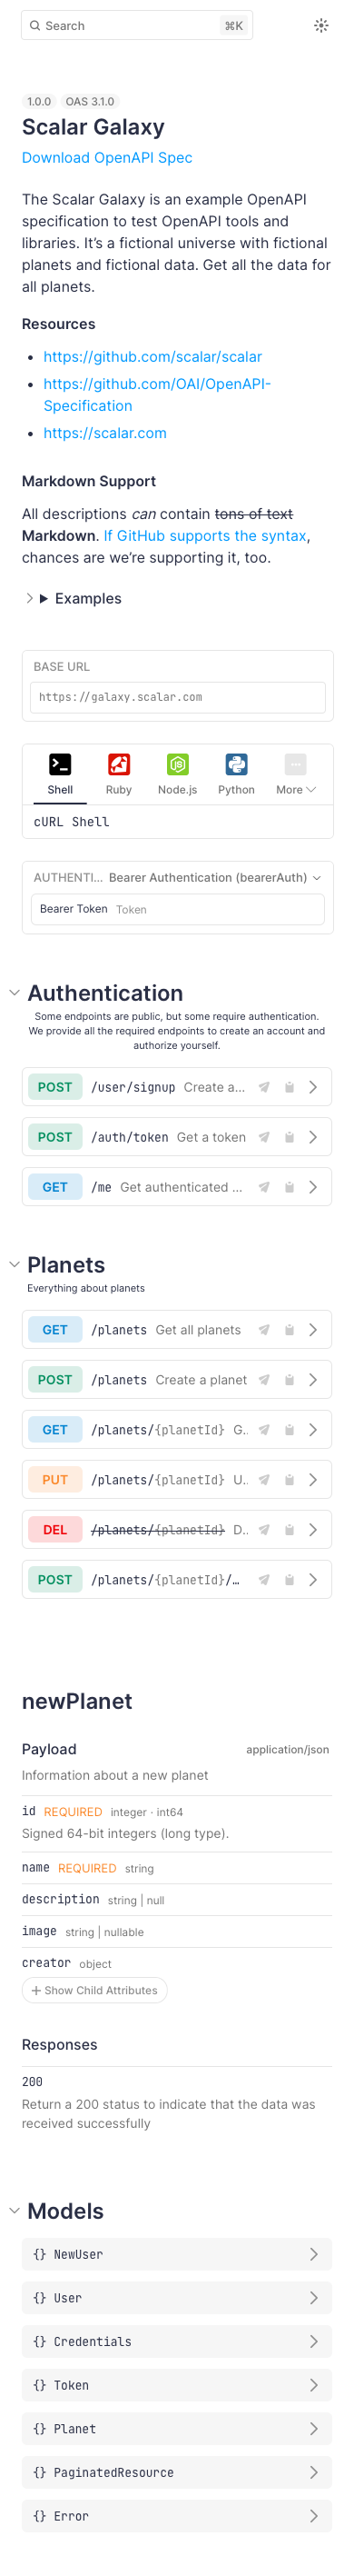 Search ⌘K
1.0.0 OAS 3.1.0
Scalar Galaxy
Download OpenAPI Spec
The Scalar Galaxy is an example OpenAPI
specification to test OpenAPI tools and
libraries. It’s a fictional universe with fictional
planets and fictional data. Get all the data for
all planets.
Resources
• https://github.com/scalar/scalar
• https://github.com/OAI/OpenAPI-
Specification
• https://scalar.com
Markdown Support
All descriptions can contain tons of text
Markdown. If GitHub supports the syntax,
chances are we’re supporting it, too.
Examples
BASE URL
https://galaxy.scalar.com
Shell Ruby Node.js Python More
cURL Shell
AUTHENTI... Bearer Authentication (bearerAuth)
Bearer Token Token
Authentication
Some endpoints are public, but some require authentication.
We provide all the required endpoints to create an account and
authorize yourself.
POST /user/signup Create a...
POST /auth/token Get a token
GET /me Get authenticated ...
Planets
Everything about planets
GET /planets Get all planets
POST /planets Create a planet
GET /planets/{planetId} G..
PUT /planets/{planetId} U..
DEL /planets/{planetId} D..
POST /planets/{planetId}/…
newPlanet
Payload application/json
Information about a new planet
id REQUIRED integer · int64
Signed 64-bit integers (long type).
name REQUIRED string
description string | null
image string | nullable
creator object
+ Show Child Attributes
Responses
200
Return a 200 status to indicate that the data was
received successfully
Models
{} NewUser
{} User
{} Credentials
{} Token
{} Planet
{} PaginatedResource
{} Error